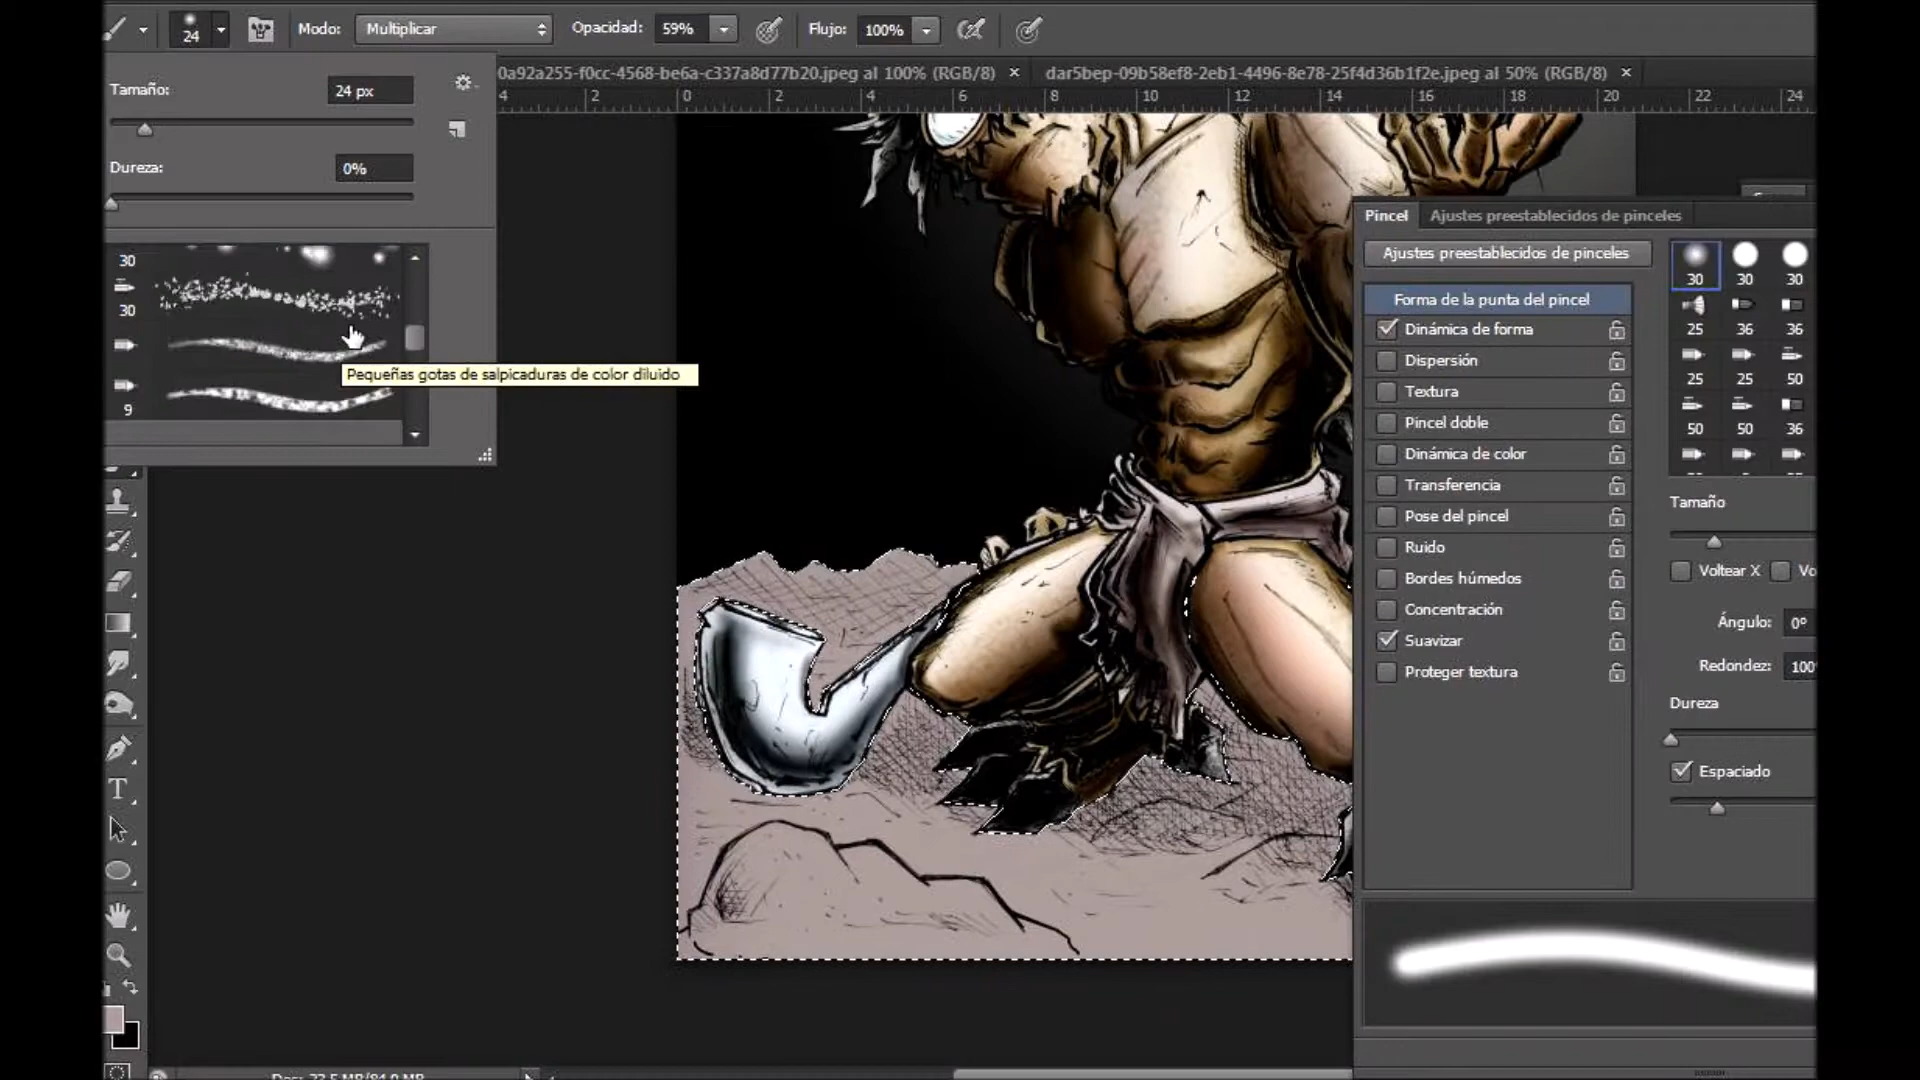 24
Modo:
Multiplicar
Opacidad:
59%
Flujo:
100%
Tamaño:
24 px
Dureza:
0%
30
30
9
Pequeñas gotas de salpicaduras de color diluido
0a92a255-f0cc-4568-be6a-c337a8d77b20.jpeg al 100% (RGB/8) ×
dar5bep-09b58ef8-2eb1-4496-8e78-25f4d36b1f2e.jpeg al 50% (RGB/8) ×
4 2 0 2 4 6 8 10 12 14 16 18 20 22 24
Pincel
Ajustes preestablecidos de pinceles
Ajustes preestablecidos de pinceles
Forma de la punta del pincel
Dinámica de forma
Dispersión
Textura
Pincel doble
Dinámica de color
Transferencia
Pose del pincel
Ruido
Bordes húmedos
Concentración
Suavizar
Proteger textura
30 30 30
25 36 36
25 25 50
50 50 36
Tamaño
Voltear X
Vo
Ángulo: 0º
Redondez: 100
Dureza
Espaciado